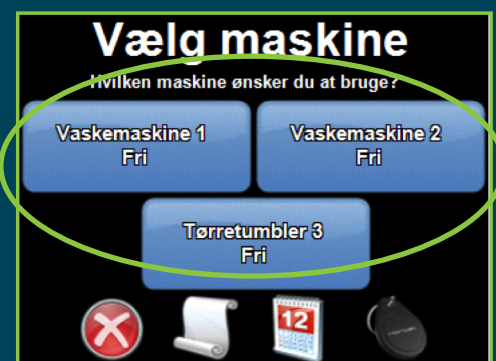 Vælg maskine
Hvilken maskine ønsker du at bruge?
Vaskemaskine 1
Fri
Vaskemaskine 2
Fri
Tørretumbler 3
Fri
12